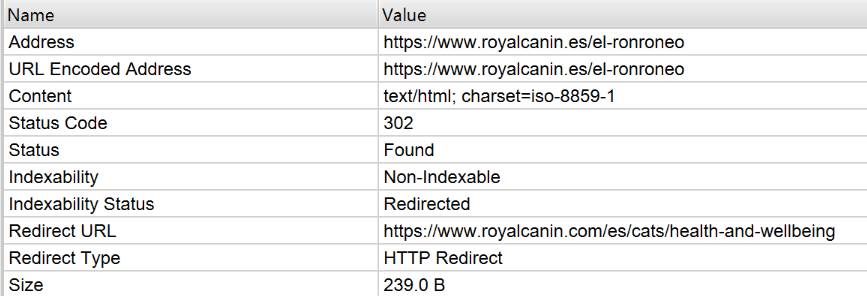 Name Value
Address https://www.royalcanin.es/el-ronroneo
URL Encoded Address https://www.royalcanin.es/el-ronroneo
Content text/html; charset=iso-8859-1
Status Code 302
Status Found
Indexability Non-Indexable
Indexability Status Redirected
Redirect URL https://www.royalcanin.com/es/cats/health-and-wellbeing
Redirect Type HTTP Redirect
Size 239.0 B